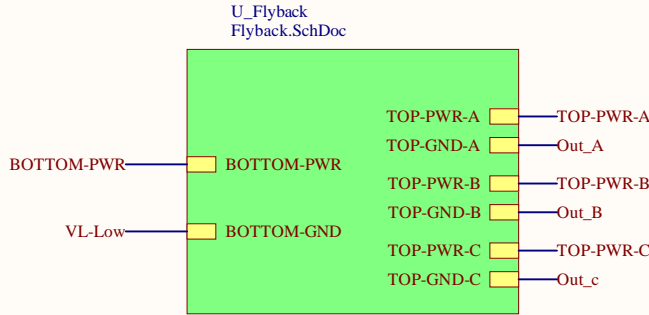 U_Flyback
Flyback.SchDoc
TOP-PWR-A TOP-PWR-A
TOP-GND-A Out_A
BOTTOM-PWR BOTTOM-PWR
TOP-PWR-B TOP-PWR-B
TOP-GND-B Out_B
VL-Low BOTTOM-GND
TOP-PWR-C TOP-PWR-C
TOP-GND-C Out_c